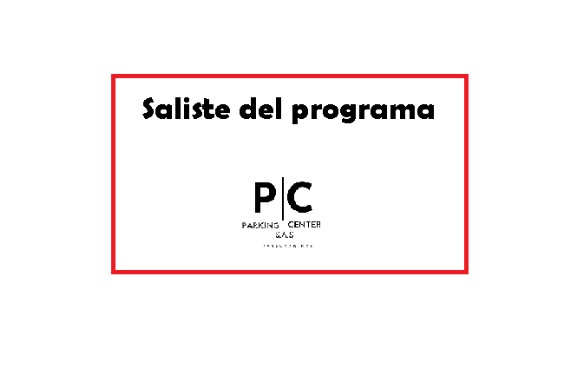 Saliste del programa
P|C
PARKING CENTER
S.A.S